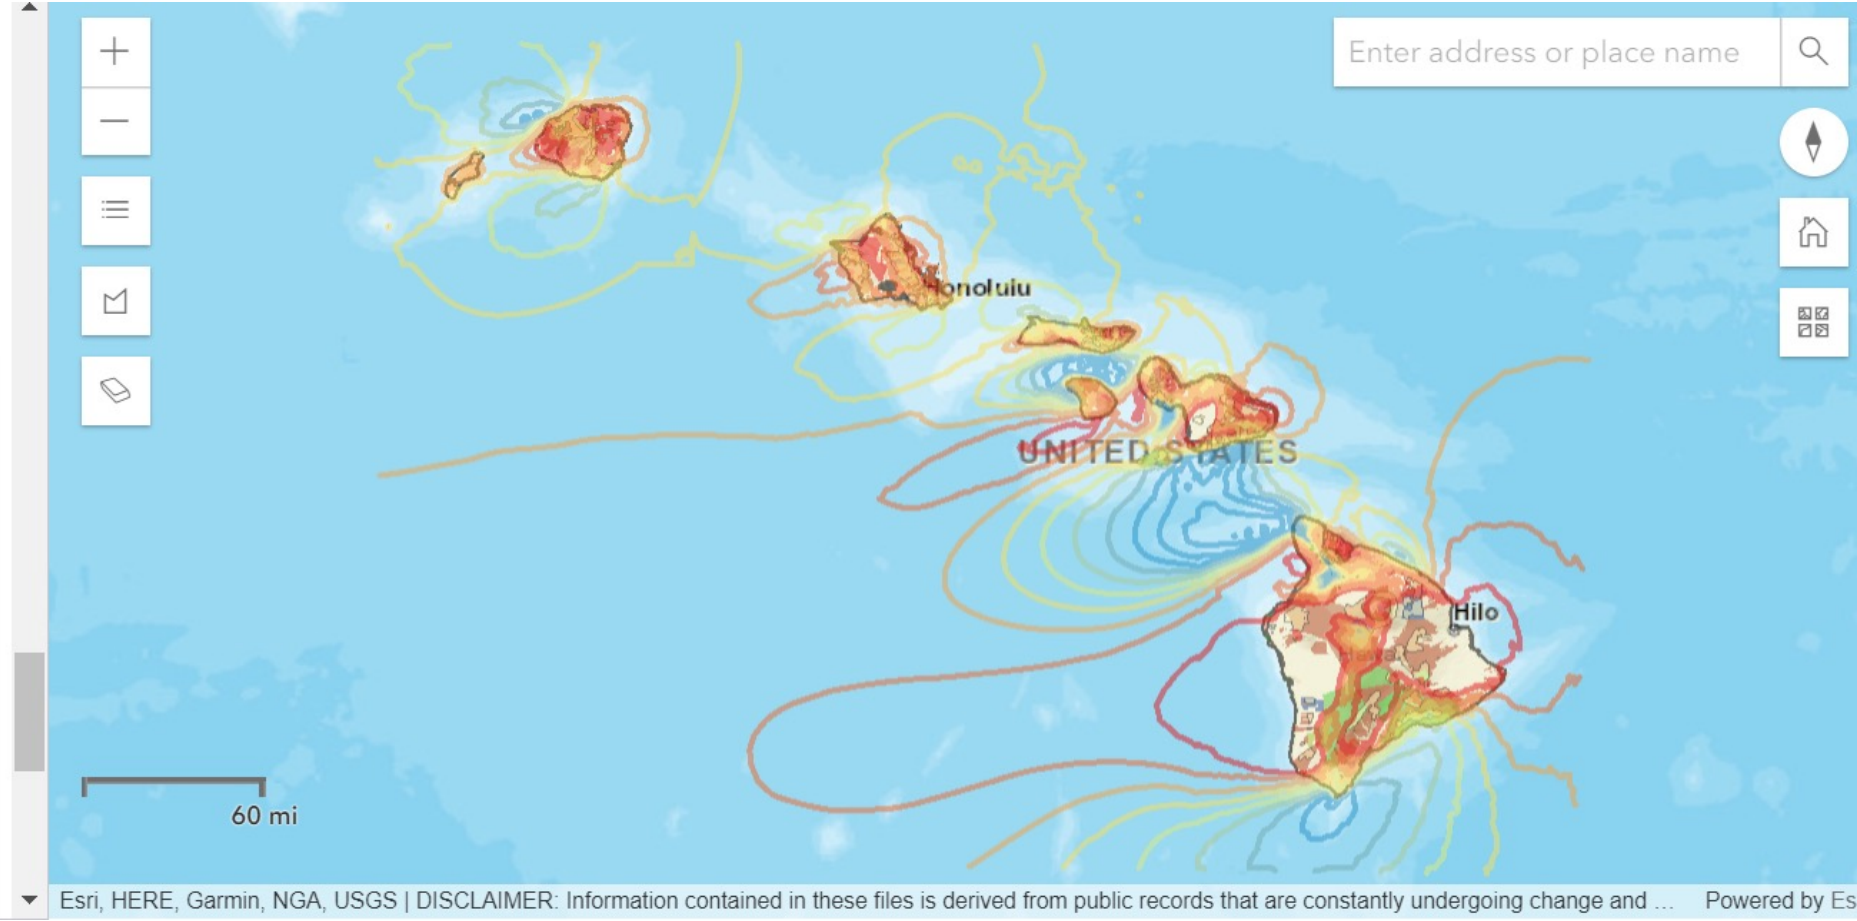 Enter address or place name
Honolulu
UNITED STATES
Hilo
60 mi
Esri, HERE, Garmin, NGA, USGS | DISCLAIMER: Information contained in these files is derived from public records that are constantly undergoing change and ... Powered by Es